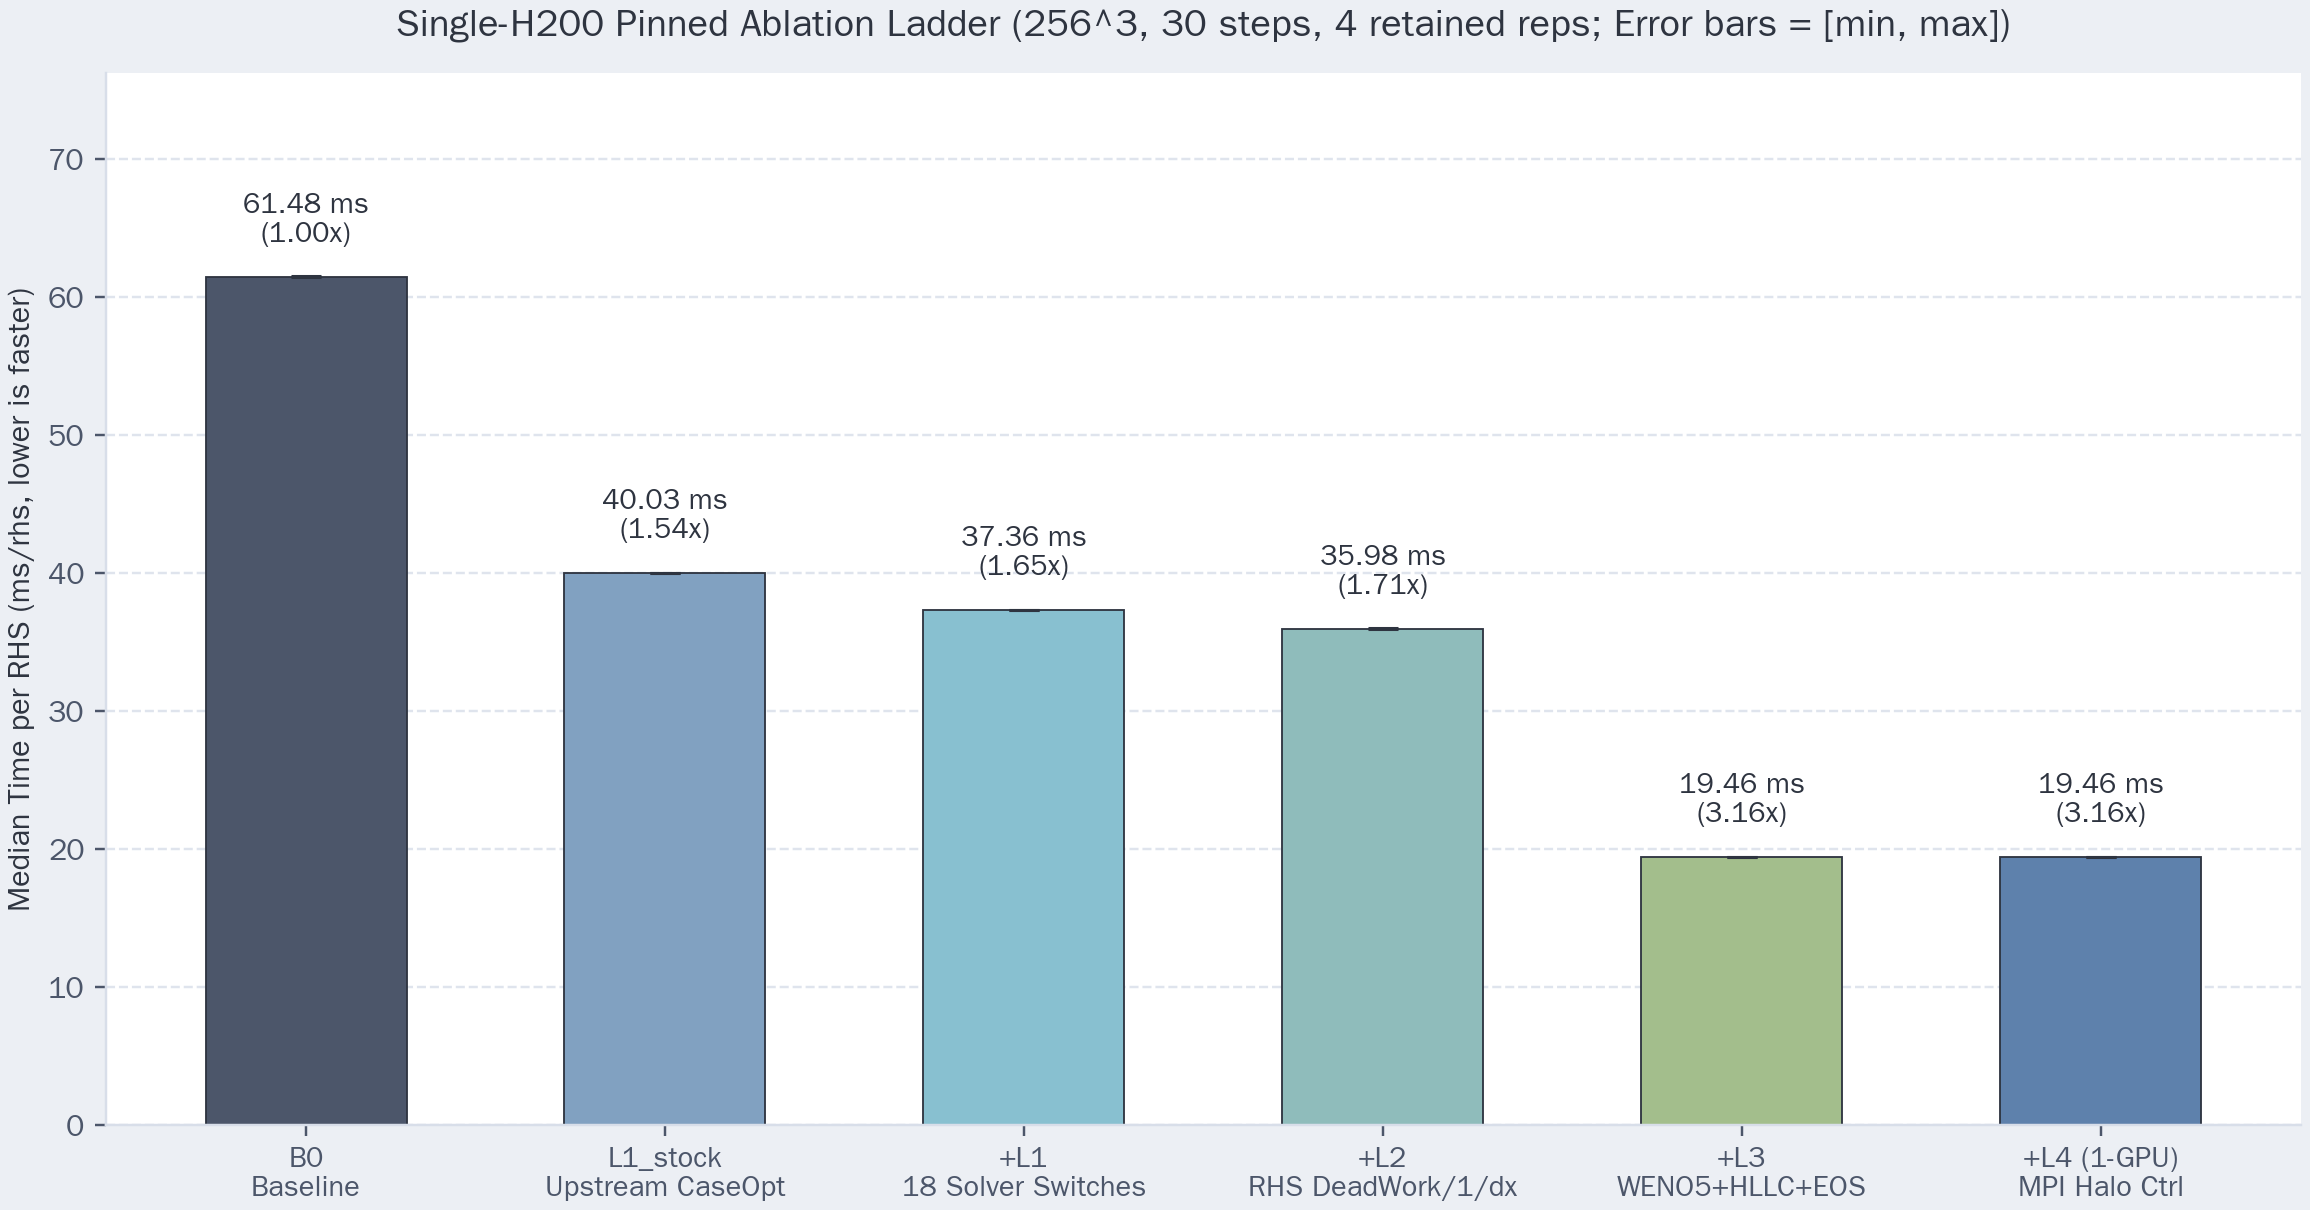 Single-H200 Pinned Ablation Ladder (256^3, 30 steps, 4 retained reps; Error bars = [min, max])
Median Time per RHS (ms/rhs, lower is faster)
70
60
50
40
30
20
10
0
61.48 ms
(1.00x)
40.03 ms
(1.54x)
37.36 ms
(1.65x)
35.98 ms
(1.71x)
19.46 ms
(3.16x)
19.46 ms
(3.16x)
B0
Baseline
L1_stock
Upstream CaseOpt
+L1
18 Solver Switches
+L2
RHS DeadWork/1/dx
+L3
WENO5+HLLC+EOS
+L4 (1-GPU)
MPI Halo Ctrl